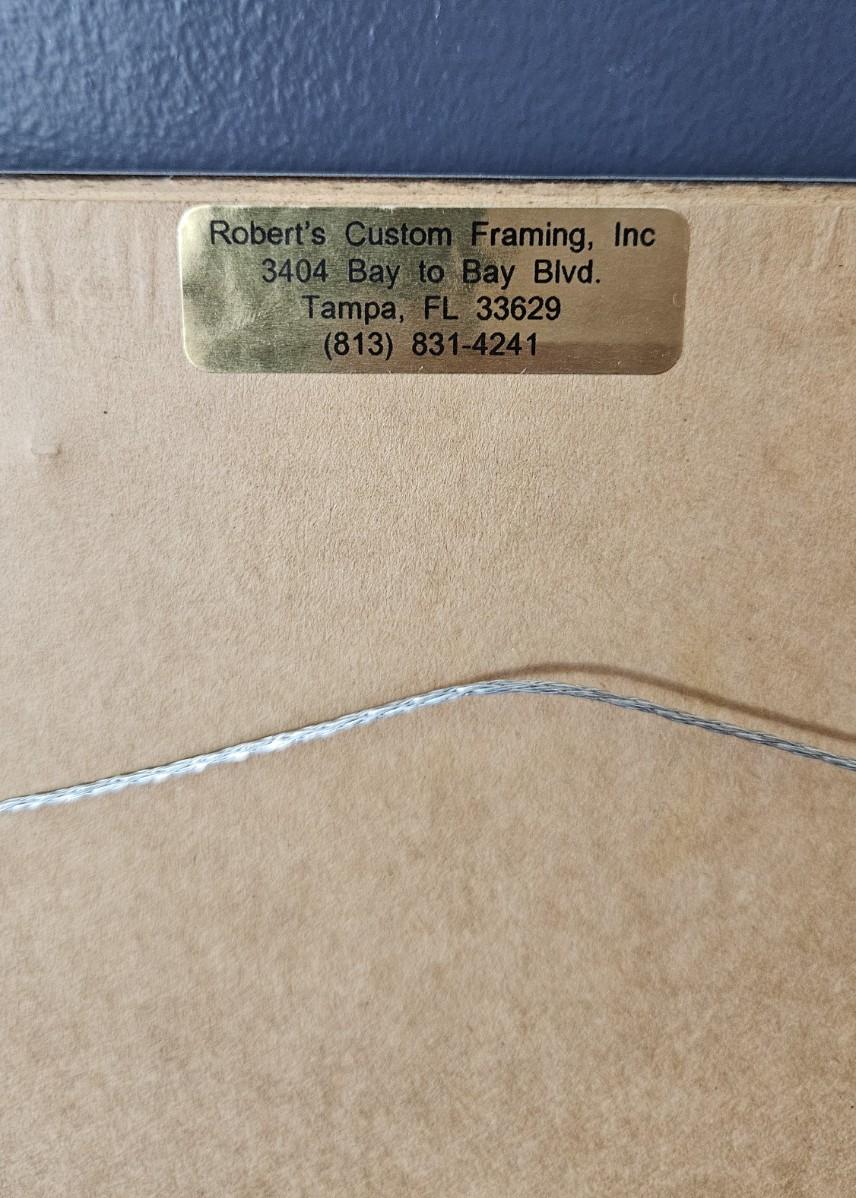 Robert's Custom Framing, Inc
3404 Bay to Bay Blvd.
Tampa, FL 33629
(813) 831-4241